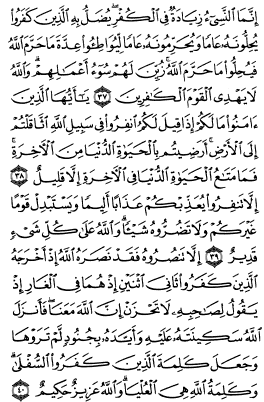 إِنَّمَا ٱلنَّسِىٓءُ زِيَادَةٌ فِى ٱلْكُفْرِ يُضَلُّ بِهِ ٱلَّذِينَ كَفَرُوا۟
يُحِلُّونَهُۥ عَامًا وَيُحَرِّمُونَهُۥ عَامًا لِّيُوَاطِـُٔوا۟ عِدَّةَ مَا حَرَّمَ ٱللَّهُ
فَيُحِلُّوا۟ مَا حَرَّمَ ٱللَّهُ زُيِّنَ لَهُمْ سُوٓءُ أَعْمَـٰلِهِمْ وَٱللَّهُ
لَا يَهْدِى ٱلْقَوْمَ ٱلْكَـٰفِرِينَ ٣٧ يَـٰٓأَيُّهَا ٱلَّذِينَ
ءَامَنُوا۟ مَا لَكُمْ إِذَا قِيلَ لَكُمُ ٱنفِرُوا۟ فِى سَبِيلِ ٱللَّهِ ٱثَّاقَلْتُمْ
إِلَى ٱلْأَرْضِ أَرَضِيتُم بِٱلْحَيَوٰةِ ٱلدُّنْيَا مِنَ ٱلْـَٔاخِرَةِ
فَمَا مَتَـٰعُ ٱلْحَيَوٰةِ ٱلدُّنْيَا فِى ٱلْـَٔاخِرَةِ إِلَّا قَلِيلٌ ٣٨
إِلَّا تَنفِرُوا۟ يُعَذِّبْكُمْ عَذَابًا أَلِيمًا وَيَسْتَبْدِلْ قَوْمًا
غَيْرَكُمْ وَلَا تَضُرُّوهُ شَيْـًٔا وَٱللَّهُ عَلَىٰ كُلِّ شَىْءٍ
قَدِيرٌ ٣٩ إِلَّا تَنصُرُوهُ فَقَدْ نَصَرَهُ ٱللَّهُ إِذْ أَخْرَجَهُ
ٱلَّذِينَ كَفَرُوا۟ ثَانِىَ ٱثْنَيْنِ إِذْ هُمَا فِى ٱلْغَارِ إِذْ
يَقُولُ لِصَـٰحِبِهِۦ لَا تَحْزَنْ إِنَّ ٱللَّهَ مَعَنَا فَأَنزَلَ
ٱللَّهُ سَكِينَتَهُۥ عَلَيْهِ وَأَيَّدَهُۥ بِجُنُودٍ لَّمْ تَرَوْهَا
وَجَعَلَ كَلِمَةَ ٱلَّذِينَ كَفَرُوا۟ ٱلسُّفْلَىٰ
وَكَلِمَةُ ٱللَّهِ هِىَ ٱلْعُلْيَا وَٱللَّهُ عَزِيزٌ حَكِيمٌ ٤٠